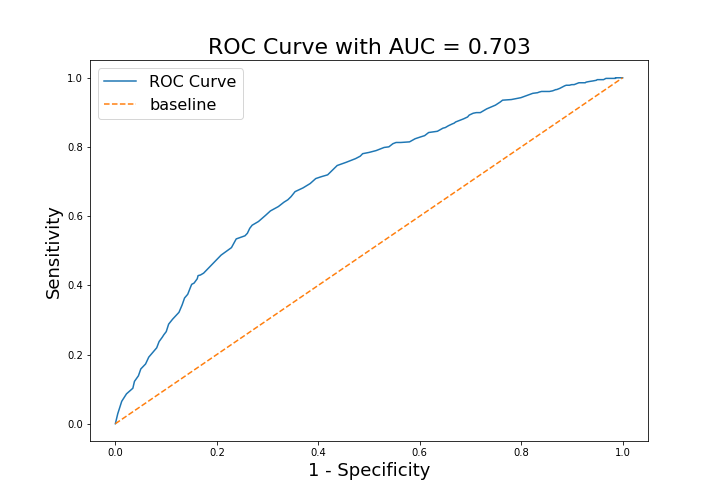 ROC Curve with AUC = 0.703
ROC Curve
baseline
1.0
0.8
0.6
0.4
0.2
0.0
Sensitivity
0.0 0.2 0.4 0.6 0.8 1.0
1 - Specificity